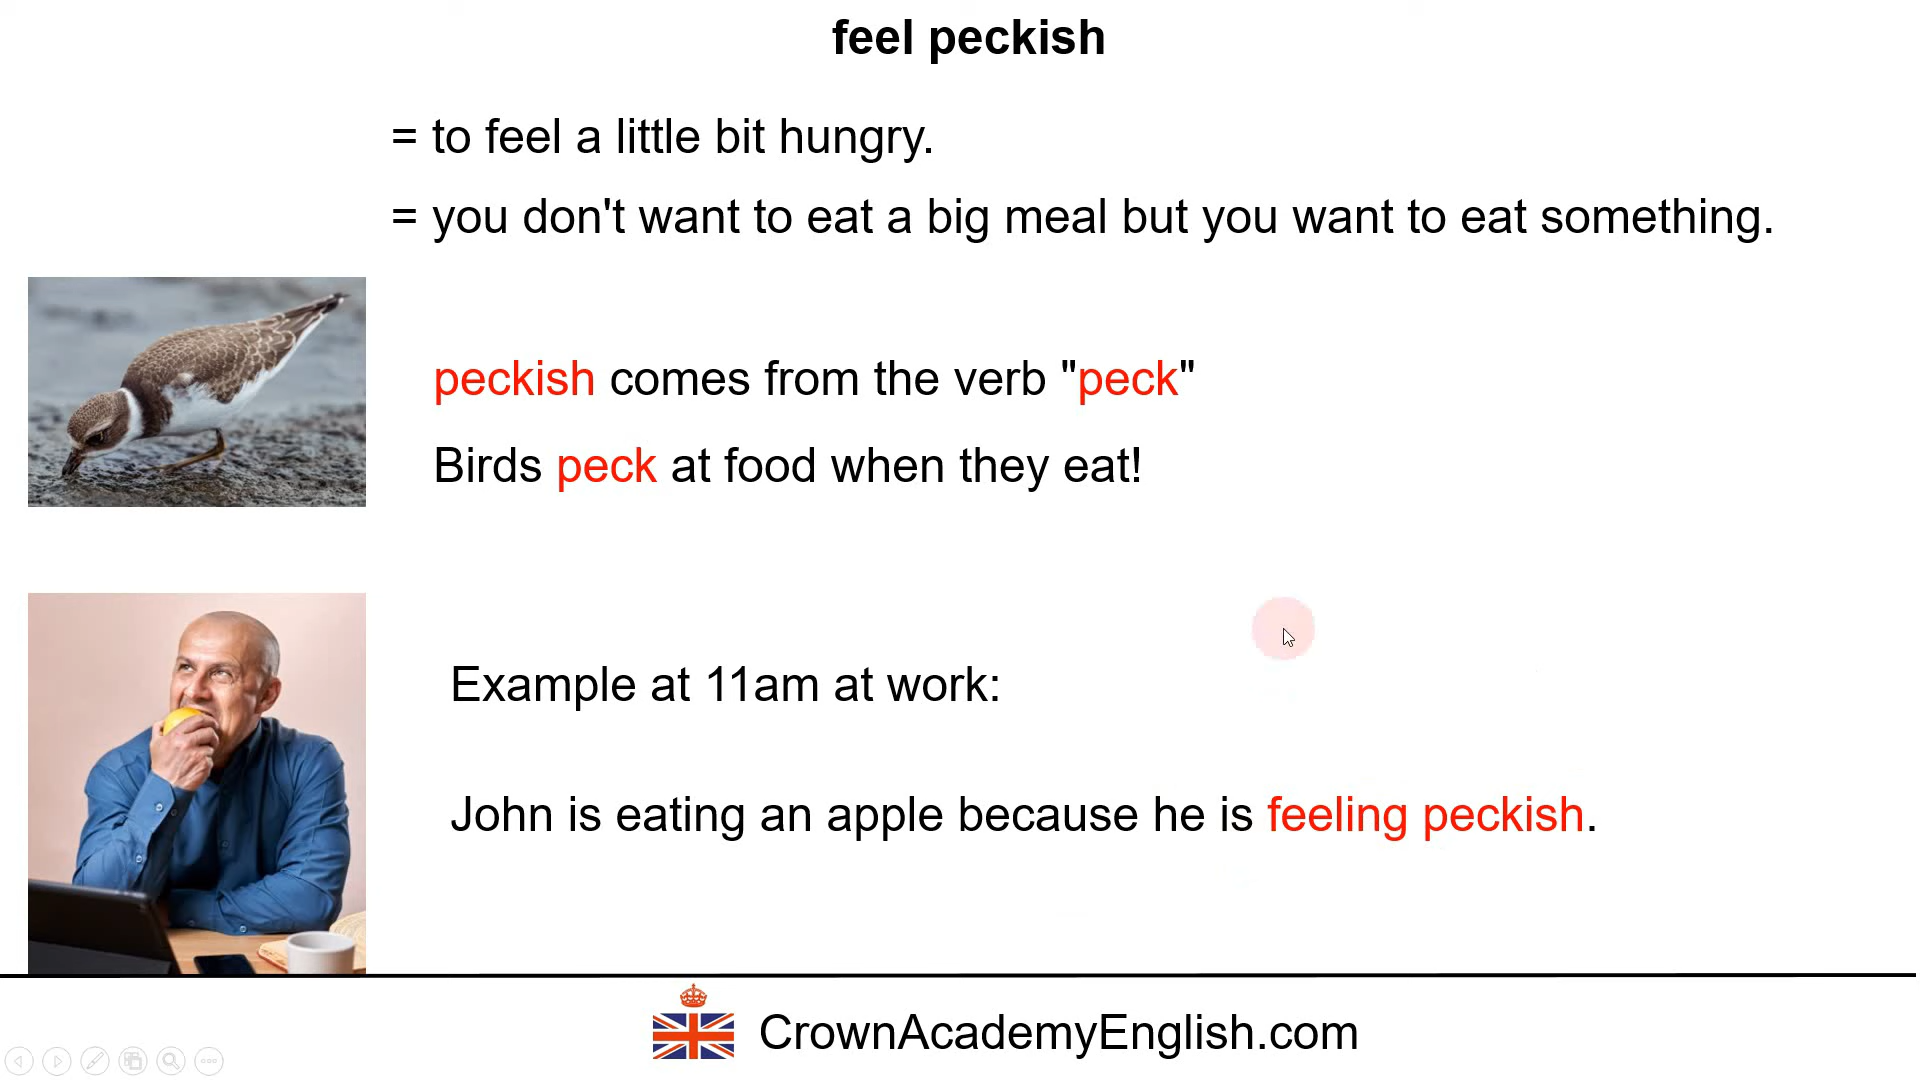 feel peckish
= to feel a little bit hungry.
= you don't want to eat a big meal but you want to eat something.
peckish comes from the verb "peck"
Birds peck at food when they eat!
Example at 11am at work:
John is eating an apple because he is feeling peckish.
CrownAcademyEnglish.com